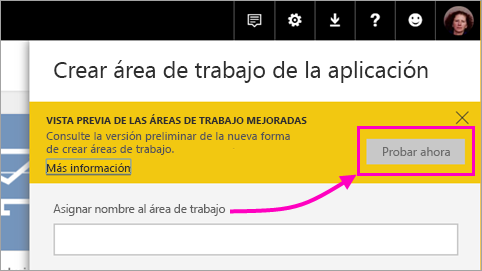 Crear área de trabajo de la aplicación
VISTA PREVIA DE LAS ÁREAS DE TRABAJO MEJORADAS
Consulte la versión preliminar de la nueva forma
de crear áreas de trabajo.
Más información
Probar ahora
Asignar nombre al área de trabajo